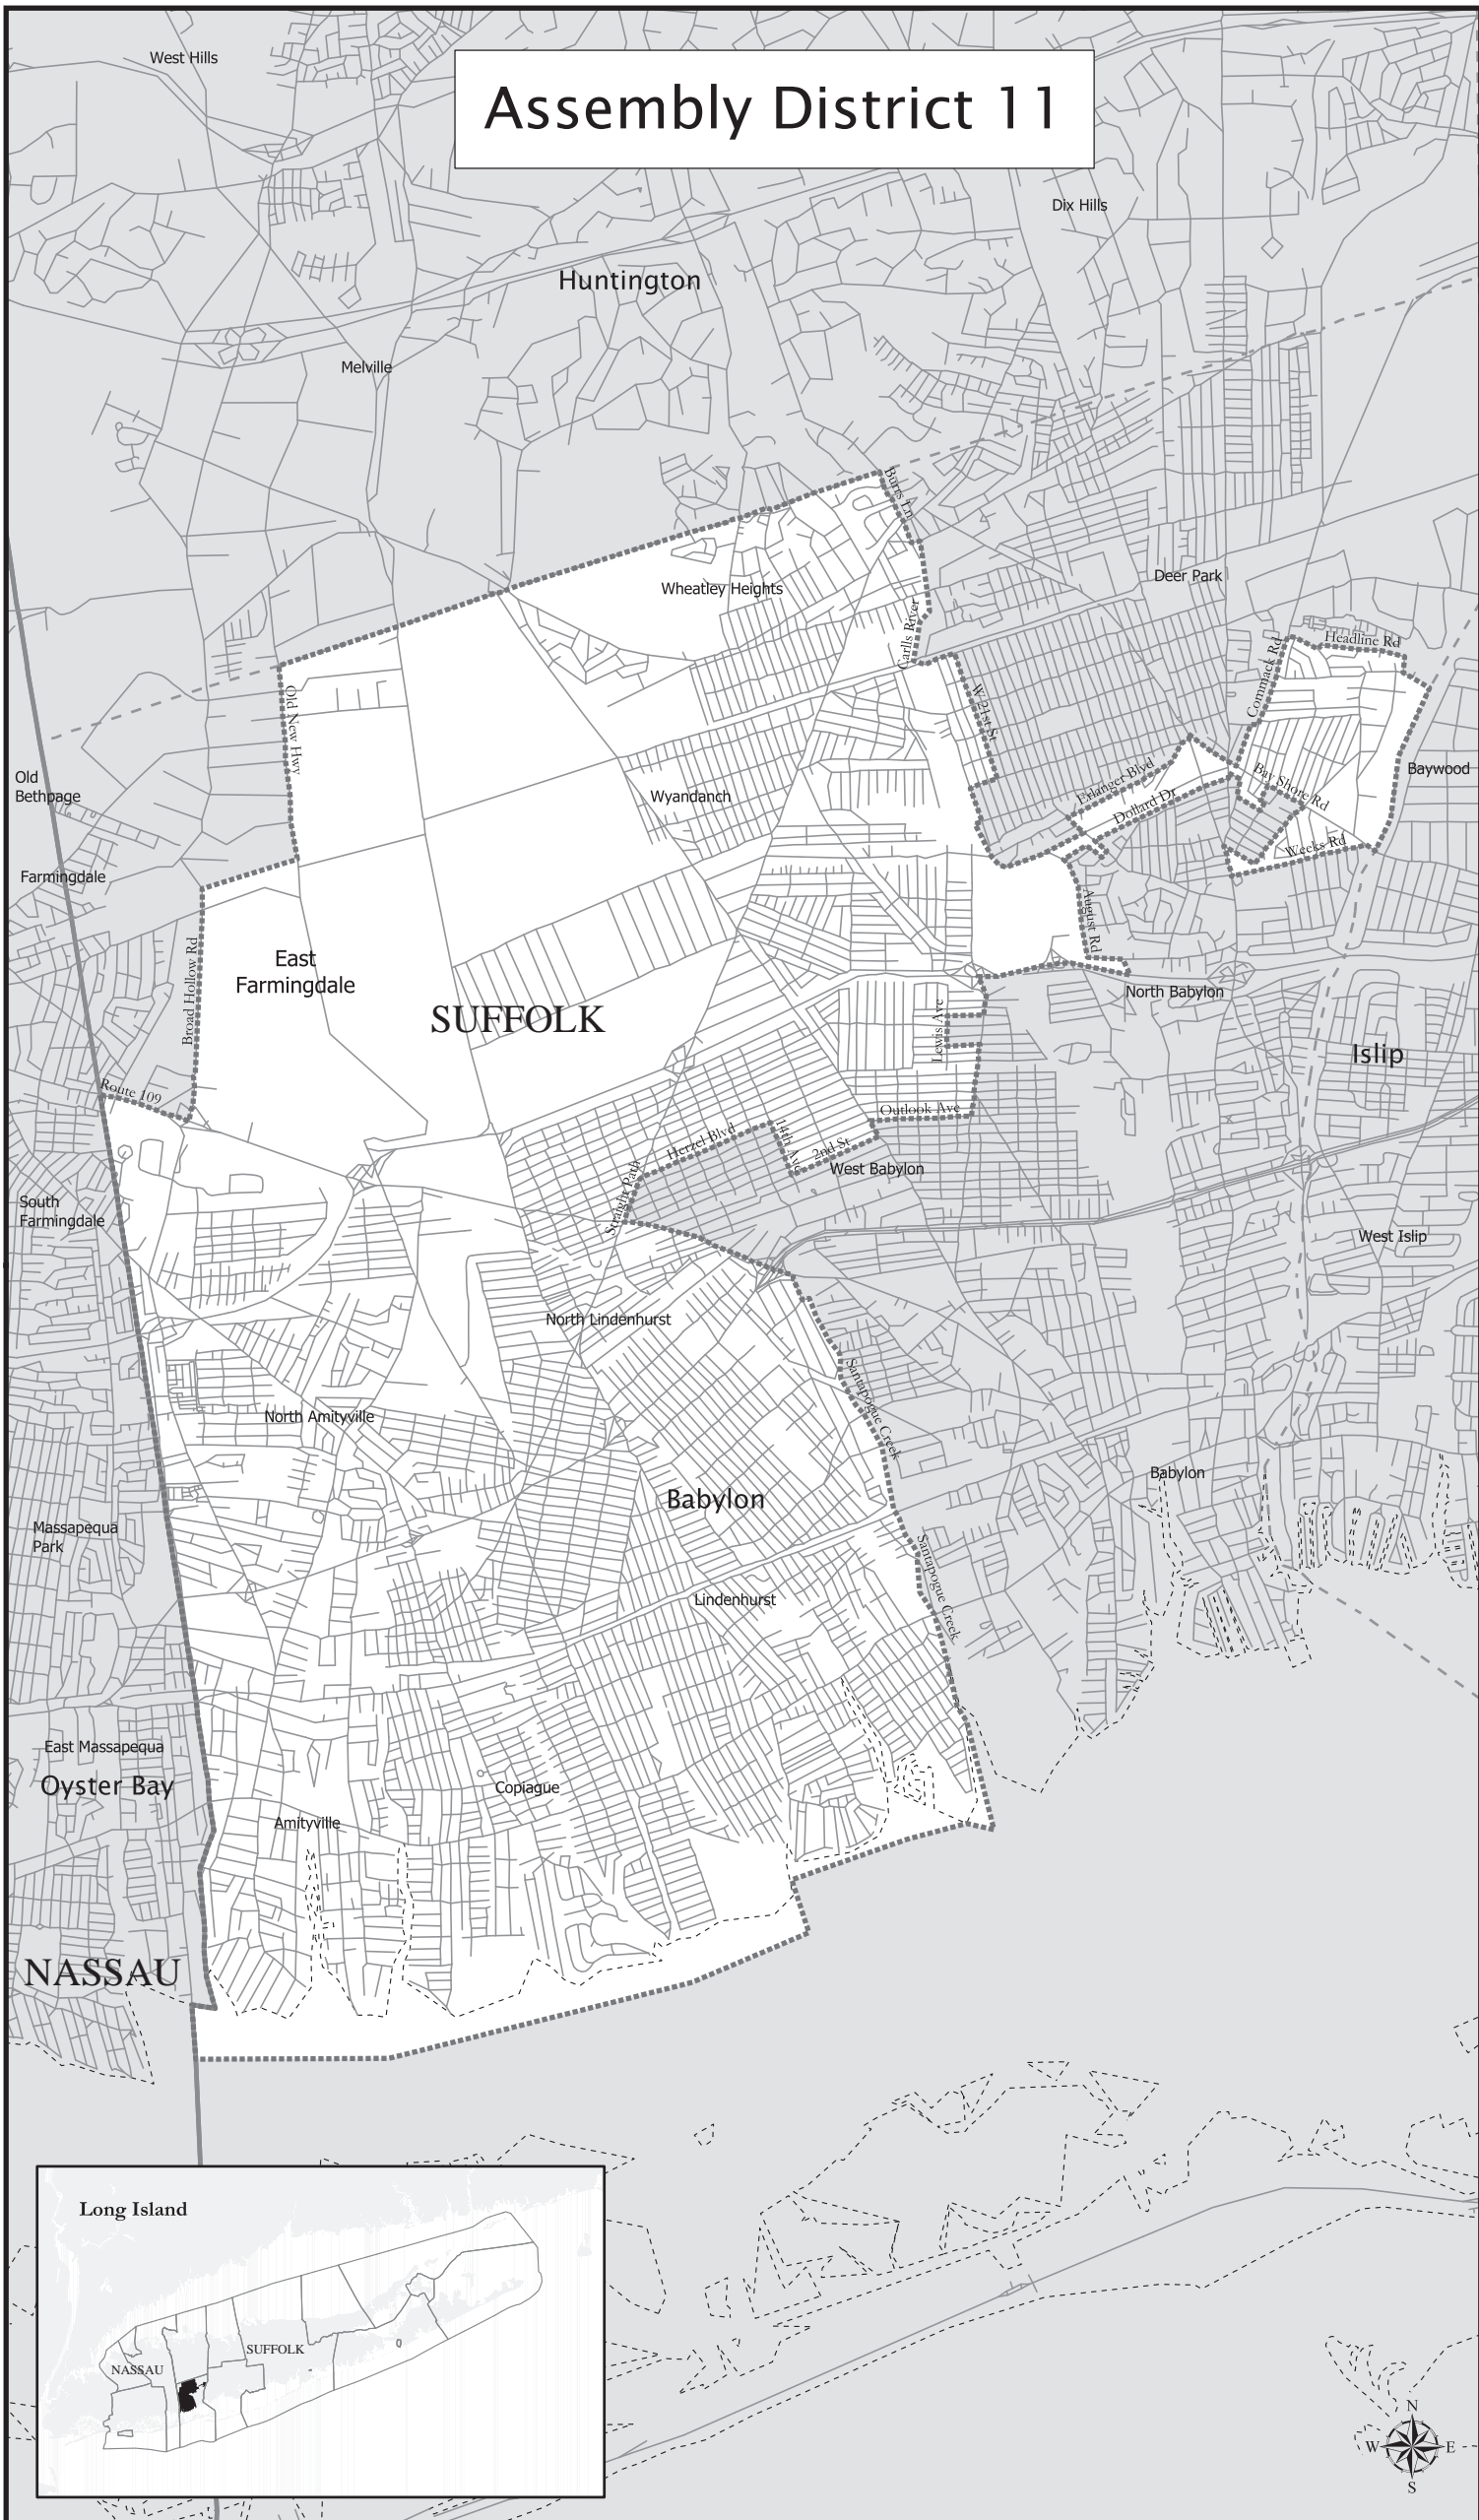 West Hills
Assembly District 11
Dix Hills
Huntington
Melville
Burrs Ln
Deer Park
Wheatley Heights
Carlls River
Headline Rd
Commack Rd
Old New Hwy
W 21st St
Old
Bethpage
Wyandanch
Erlanger Blvd
Dollard Dr
Bay Shore Rd
Baywood
Weeks Rd
Farmingdale
August Rd
Broad Hollow Rd
East
Farmingdale
SUFFOLK
North Babylon
Lewis Ave
Islip
Route 109
Outlook Ave
Herzel Blvd
14th Ave
2nd St
West Babylon
Straight Path
South
Farmingdale
West Islip
North Lindenhurst
Santapogue Creek
North Amityville
Babylon
Babylon
Massapequa
Park
Santapogue Creek
Lindenhurst
East Massapequa
Oyster Bay
Copiague
Amityville
NASSAU
Long Island
SUFFOLK
NASSAU
N
W
E
S